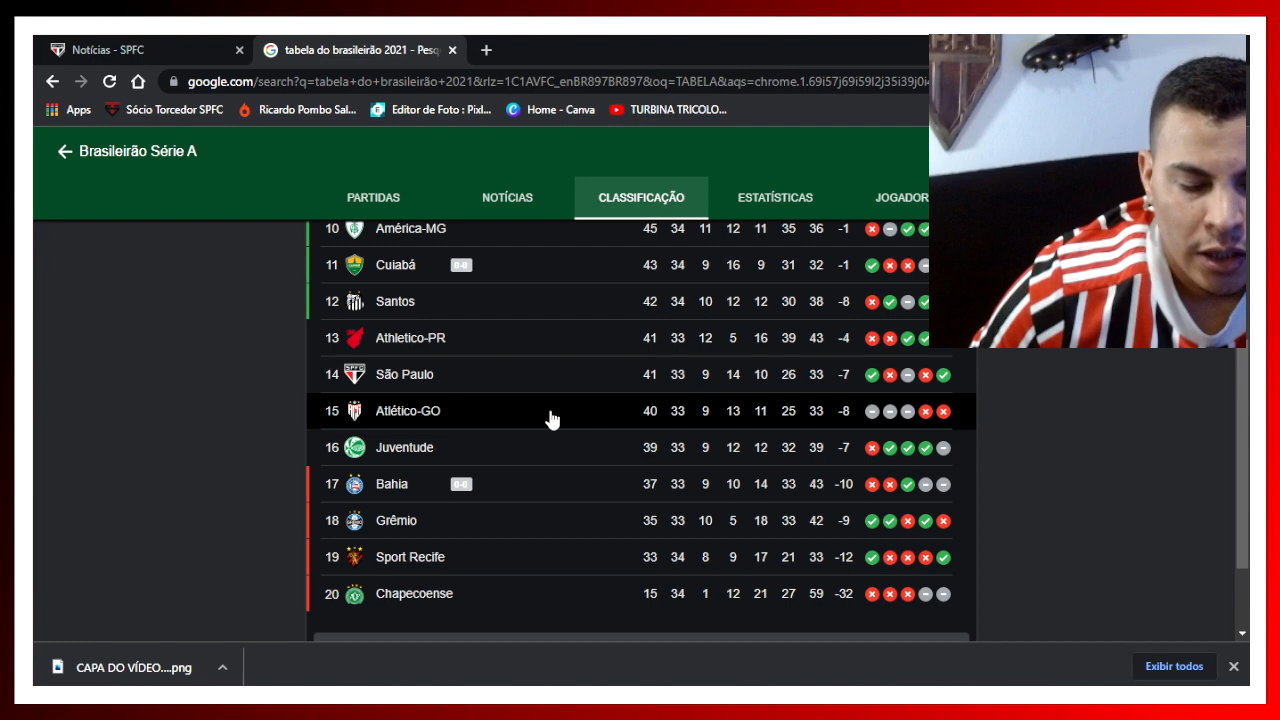 Notícias - SPFC
tabela do brasileirão 2021 - Pesq
google.com/search?q=tabela+do+brasileirão+2021&rlz=1C1AVFC_enBR897BR897&oq=TABELA&aqs=chrome.1.69i57j69i59l2j35i39j0i
Apps Sócio Torcedor SPFC Ricardo Pombo Sal... Editor de Foto : Pixl... Home - Canva TURBINA TRICOLO...
Brasileirão Série A
PARTIDAS NOTÍCIAS CLASSIFICAÇÃO ESTATÍSTICAS JOGADOR
10 América-MG 45 34 11 12 11 35 36 -1
11 Cuiabá 0-0 43 34 9 16 9 31 32 -1
12 Santos 42 34 10 12 12 30 38 -8
13 Athletico-PR 41 33 12 5 16 39 43 -4
14 São Paulo 41 33 9 14 10 26 33 -7
15 Atlético-GO 40 33 9 13 11 25 33 -8
16 Juventude 39 33 9 12 12 32 39 -7
17 Bahia 0-0 37 33 9 10 14 33 43 -10
18 Grêmio 35 33 10 5 18 33 42 -9
19 Sport Recife 33 34 8 9 17 21 33 -12
20 Chapecoense 15 34 1 12 21 27 59 -32
CAPA DO VÍDEO....png
Exibir todos